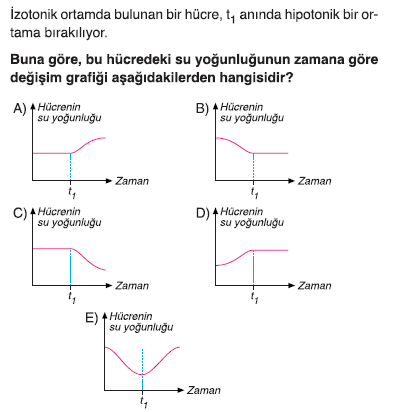 İzotonik ortamda bulunan bir hücre, t₁ anında hipotonik bir or-
tama bırakılıyor.
Buna göre, bu hücredeki su yoğunluğunun zamana göre
değişim grafiği aşağıdakilerden hangisidir?
A) Hücrenin
su yoğunluğu
Zaman
t₁
B) Hücrenin
su yoğunluğu
Zaman
t₁
C) Hücrenin
su yoğunluğu
Zaman
t₁
D) Hücrenin
su yoğunluğu
Zaman
t₁
E) Hücrenin
su yoğunluğu
Zaman
t₁